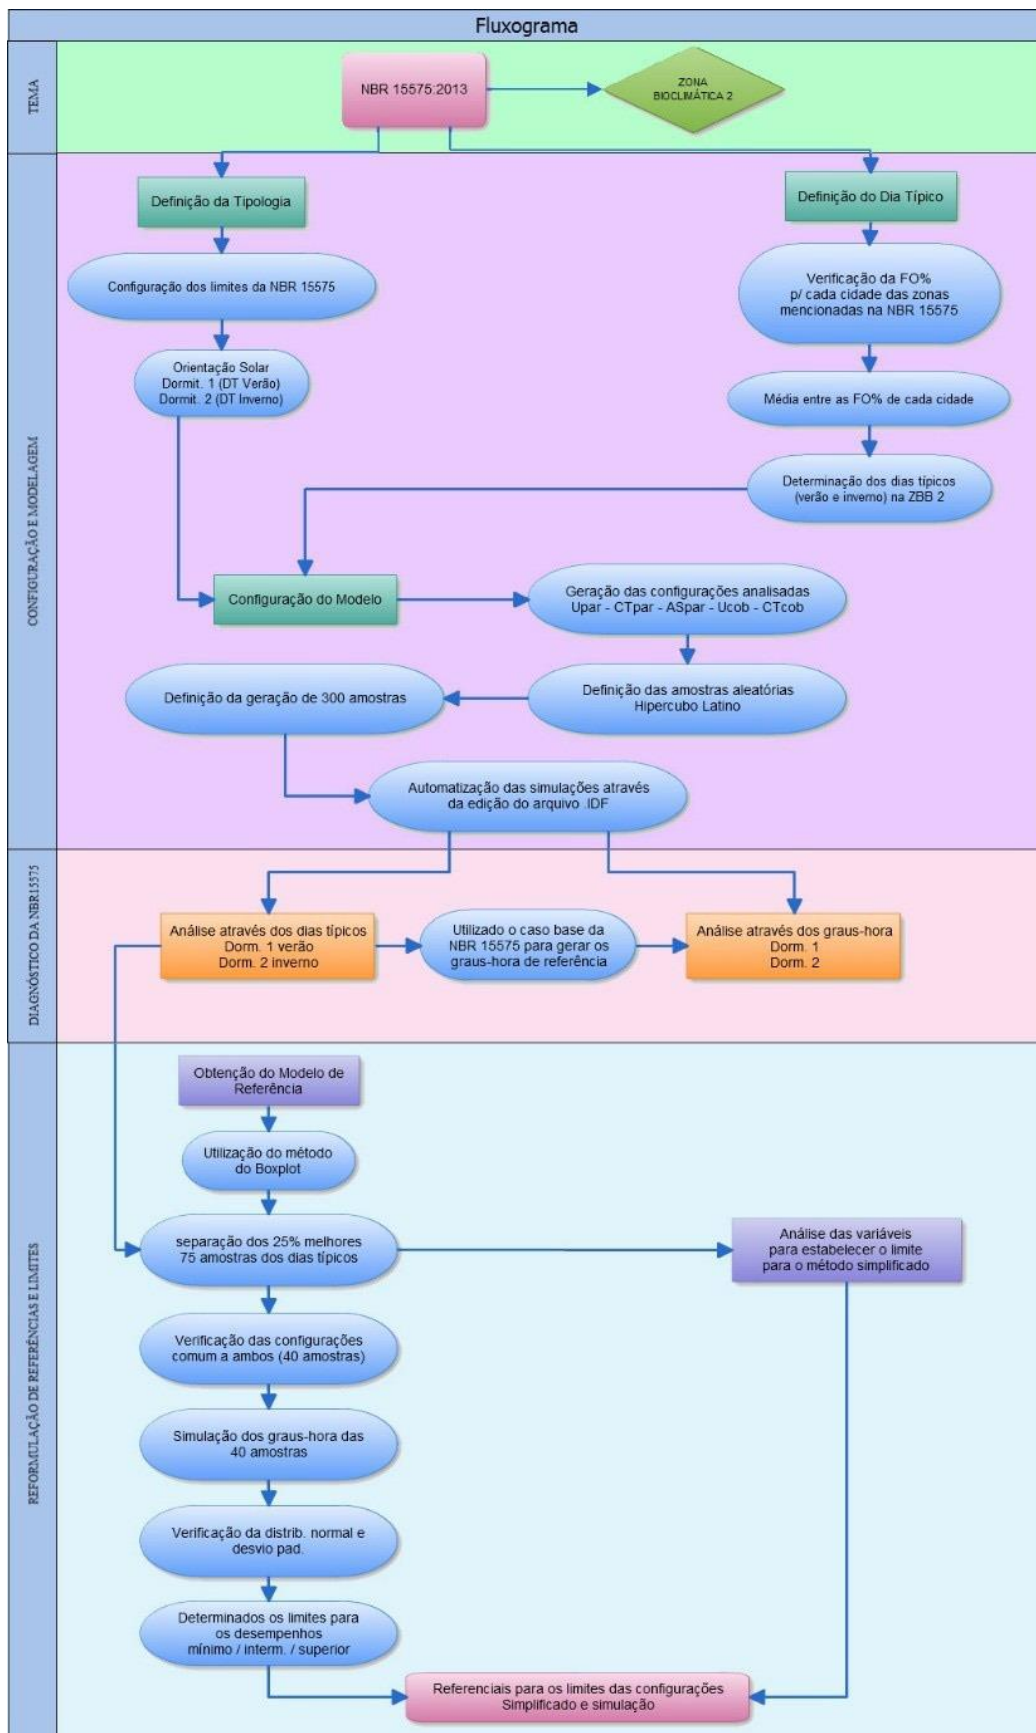 Fluxograma
TEMA
NBR 15575:2013
ZONA
BIOCLIMÁTICA 2
CONFIGURAÇÃO E MODELAGEM
Definição da Tipologia
Definição do Dia Típico
Configuração dos limites da NBR 15575
Verificação da FO%
p/ cada cidade das zonas
mencionadas na NBR 15575
Orientação Solar
Dormit. 1 (DT Verão)
Dormit. 2 (DT Inverno)
Média entre as FO% de cada cidade
Determinação dos dias típicos
(verão e inverno) na ZBB 2
Configuração do Modelo
Geração das configurações analisadas
Upar - CTpar - ASpar - Ucob - CTcob
Definição da geração de 300 amostras
Definição das amostras aleatórias
Hipercubo Latino
Automatização das simulações através
da edição do arquivo .IDF
DIAGNÓSTICO DA NBR15575
Análise através dos dias típicos
Dorm. 1 verão
Dorm. 2 inverno
Utilizado o caso base da
NBR 15575 para gerar os
graus-hora de referência
Análise através dos graus-hora
Dorm. 1
Dorm. 2
REFORMULAÇÃO DE REFERÊNCIAS E LIMITES
Obtenção do Modelo de
Referência
Utilização do método
do Boxplot
separação dos 25% melhores
75 amostras dos dias típicos
Análise das variáveis
para estabelecer o limite
para o método simplificado
Verificação das configurações
comum a ambos (40 amostras)
Simulação dos graus-hora das
40 amostras
Verificação da distrib. normal e
desvio pad.
Determinados os limites para
os desempenhos
mínimo / interm. / superior
Referenciais para os limites das configurações
Simplificado e simulação